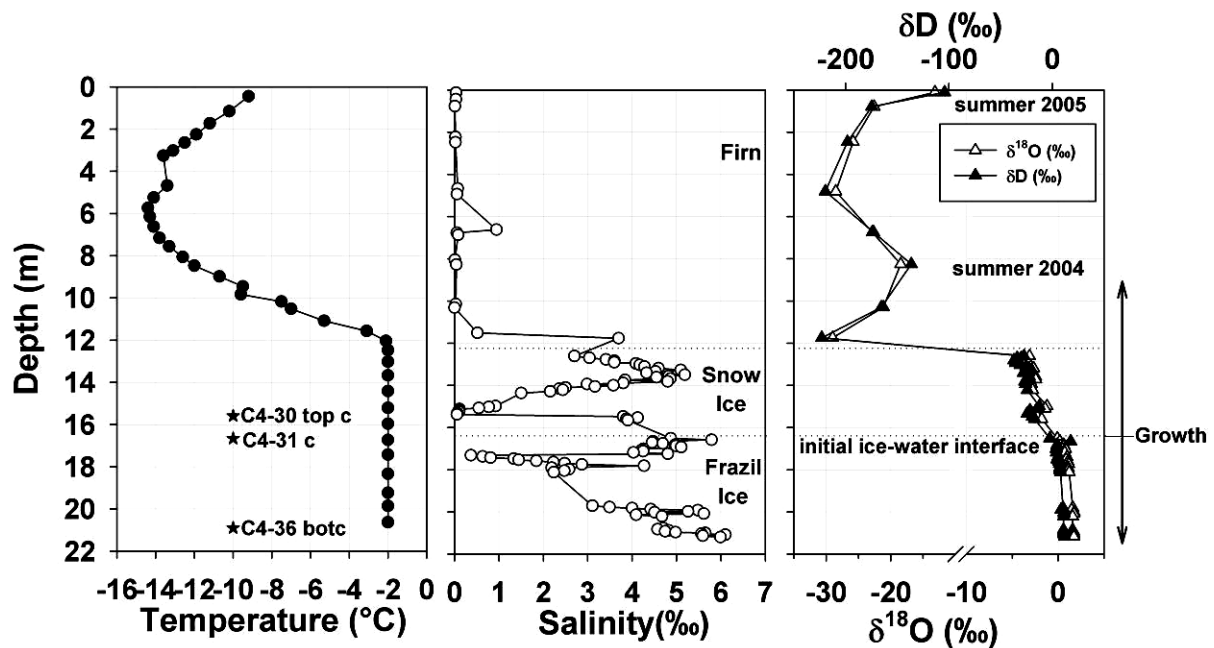 δD (‰)
-200 -100 0
0
2
4
6
8
10
12
14
16
18
20
22
Depth (m)
C4-30 top c
C4-31 c
C4-36 botc
-16 -14 -12 -10 -8 -6 -4 -2 0
Temperature (°C)
Firn
Snow
Ice
Frazil
Ice
0 1 2 3 4 5 6 7
Salinity(‰)
summer 2005
δ18O (‰)
δD (‰)
summer 2004
initial ice-water interface
Growth
-30 -20 -10 0
δ18O (‰)